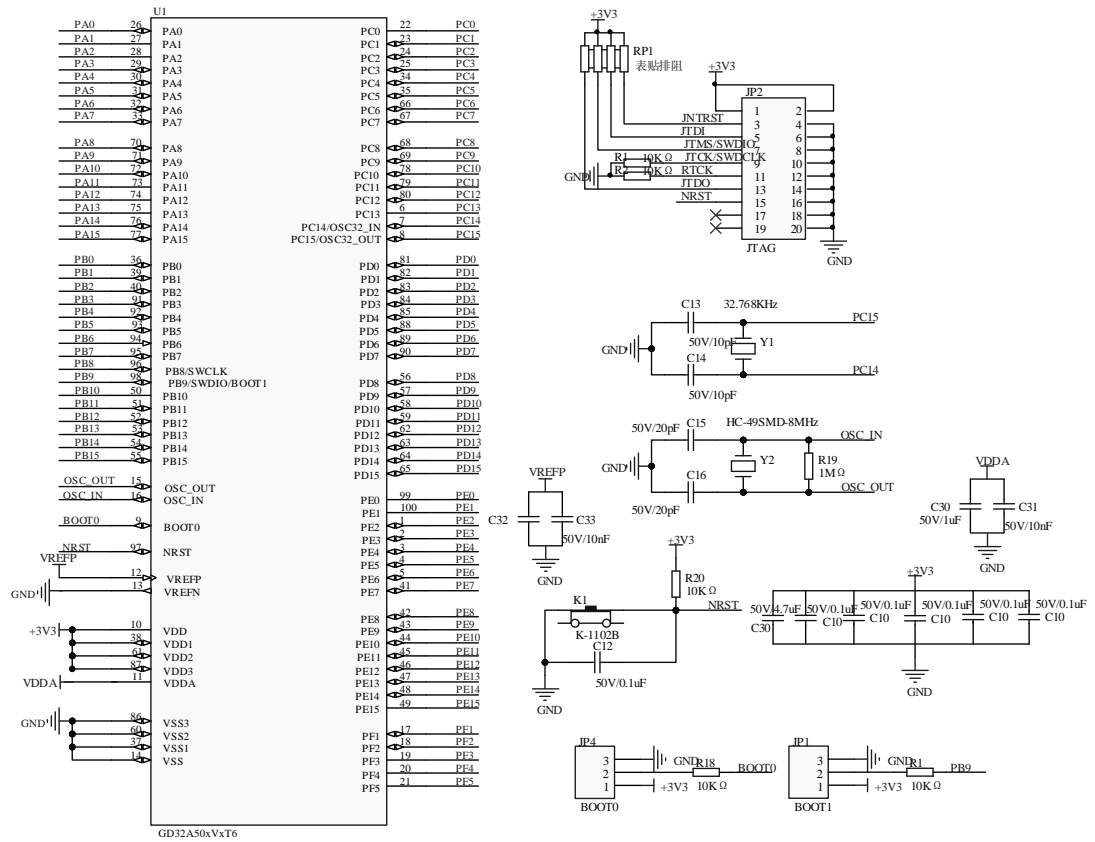 U1
PA0 26 PA0 PC0 22 PC0
PA1 27 PA1 PC1 23 PC1
PA2 28 PA2 PC2 24 PC2
PA3 29 PA3 PC3 25 PC3
PA4 30 PA4 PC4 34 PC4
PA5 31 PA5 PC5 35 PC5
PA6 32 PA6 PC6 66 PC6
PA7 33 PA7 PC7 67 PC7
PA8 70 PA8 PC8 68 PC8
PA9 71 PA9 PC9 69 PC9
PA10 72 PA10 PC10 78 PC10
PA11 73 PA11 PC11 79 PC11
PA12 74 PA12 PC12 80 PC12
PA13 75 PA13 PC13 6 PC13
PA14 76 PA14 PC14/OSC32_IN 7 PC14
PA15 77 PA15 PC15/OSC32_OUT 8 PC15
PB0 36 PB0 PD0 81 PD0
PB1 39 PB1 PD1 82 PD1
PB2 40 PB2 PD2 83 PD2
PB3 91 PB3 PD3 84 PD3
PB4 92 PB4 PD4 85 PD4
PB5 93 PB5 PD5 88 PD5
PB6 94 PB6 PD6 89 PD6
PB7 95 PB7 PD7 90 PD7
PB8 96 PB8/SWCLK
PB9 98 PB9/SWDIO/BOOT1 PD8 56 PD8
PB10 50 PB10 PD9 57 PD9
PB11 51 PB11 PD10 58 PD10
PB12 52 PB12 PD11 59 PD11
PB13 53 PB13 PD12 62 PD12
PB14 54 PB14 PD13 63 PD13
PB15 55 PB15 PD14 64 PD14
PD15 65 PD15
OSC_OUT 15 OSC_OUT
OSC_IN 16 OSC_IN PE0 99 PE0
PE1 100 PE1
BOOT0 9 BOOT0 PE2 1 PE2
PE3 2 PE3
NRST 97 NRST PE4 3 PE4
PE5 4 PE5
VREFP 12 VREFP PE6 5 PE6
GND 13 VREFN PE7 41 PE7
PE8 42 PE8
+3V3 10 VDD PE9 43 PE9
38 VDD1 PE10 44 PE10
61 VDD2 PE11 45 PE11
87 VDD3 PE12 46 PE12
VDDA 11 VDDA PE13 47 PE13
PE14 48 PE14
PE15 49 PE15
GND 86 VSS3
60 VSS2 PF1 17 PF1
37 VSS1 PF2 18 PF2
14 VSS PF3 19 PF3
PF4 20 PF4
PF5 21 PF5
GD32A50xVxT6
+3V3
RP1
表贴排阻
+3V3
JP2
1 2
JNTRST 3 4
JTDI 5 6
JTMS/SWDIO 7 8
R1 10KΩ JTCK/SWDCLK 9 10
GND R2 10KΩ RTCK 11 12
JTDO 13 14
NRST 15 16
17 18
19 20
JTAG
GND
C13 32.768KHz
PC15
50V/10pF Y1
GND
C14
PC14
50V/10pF
HC-49SMD-8MHz
50V/20pF C15
OSC_IN
GND Y2 R19
1MΩ
C16
OSC_OUT
50V/20pF
VREFP
C32 C33
50V/10nF
GND
VDDA
C30 C31
50V/1uF 50V/10nF
GND
+3V3
R20
10KΩ
K1 NRST
K-1102B
C12
50V/0.1uF
GND
+3V3
50V/4.7uF 50V/0.1uF 50V/0.1uF 50V/0.1uF 50V/0.1uF 50V/0.1uF
C30 C10 C10 C10 C10 C10
GND
JP4
3 GND R18
2 BOOT0
1 +3V3 10KΩ
BOOT0
JP1
3 GND R1
2 PB9
1 +3V3 10KΩ
BOOT1